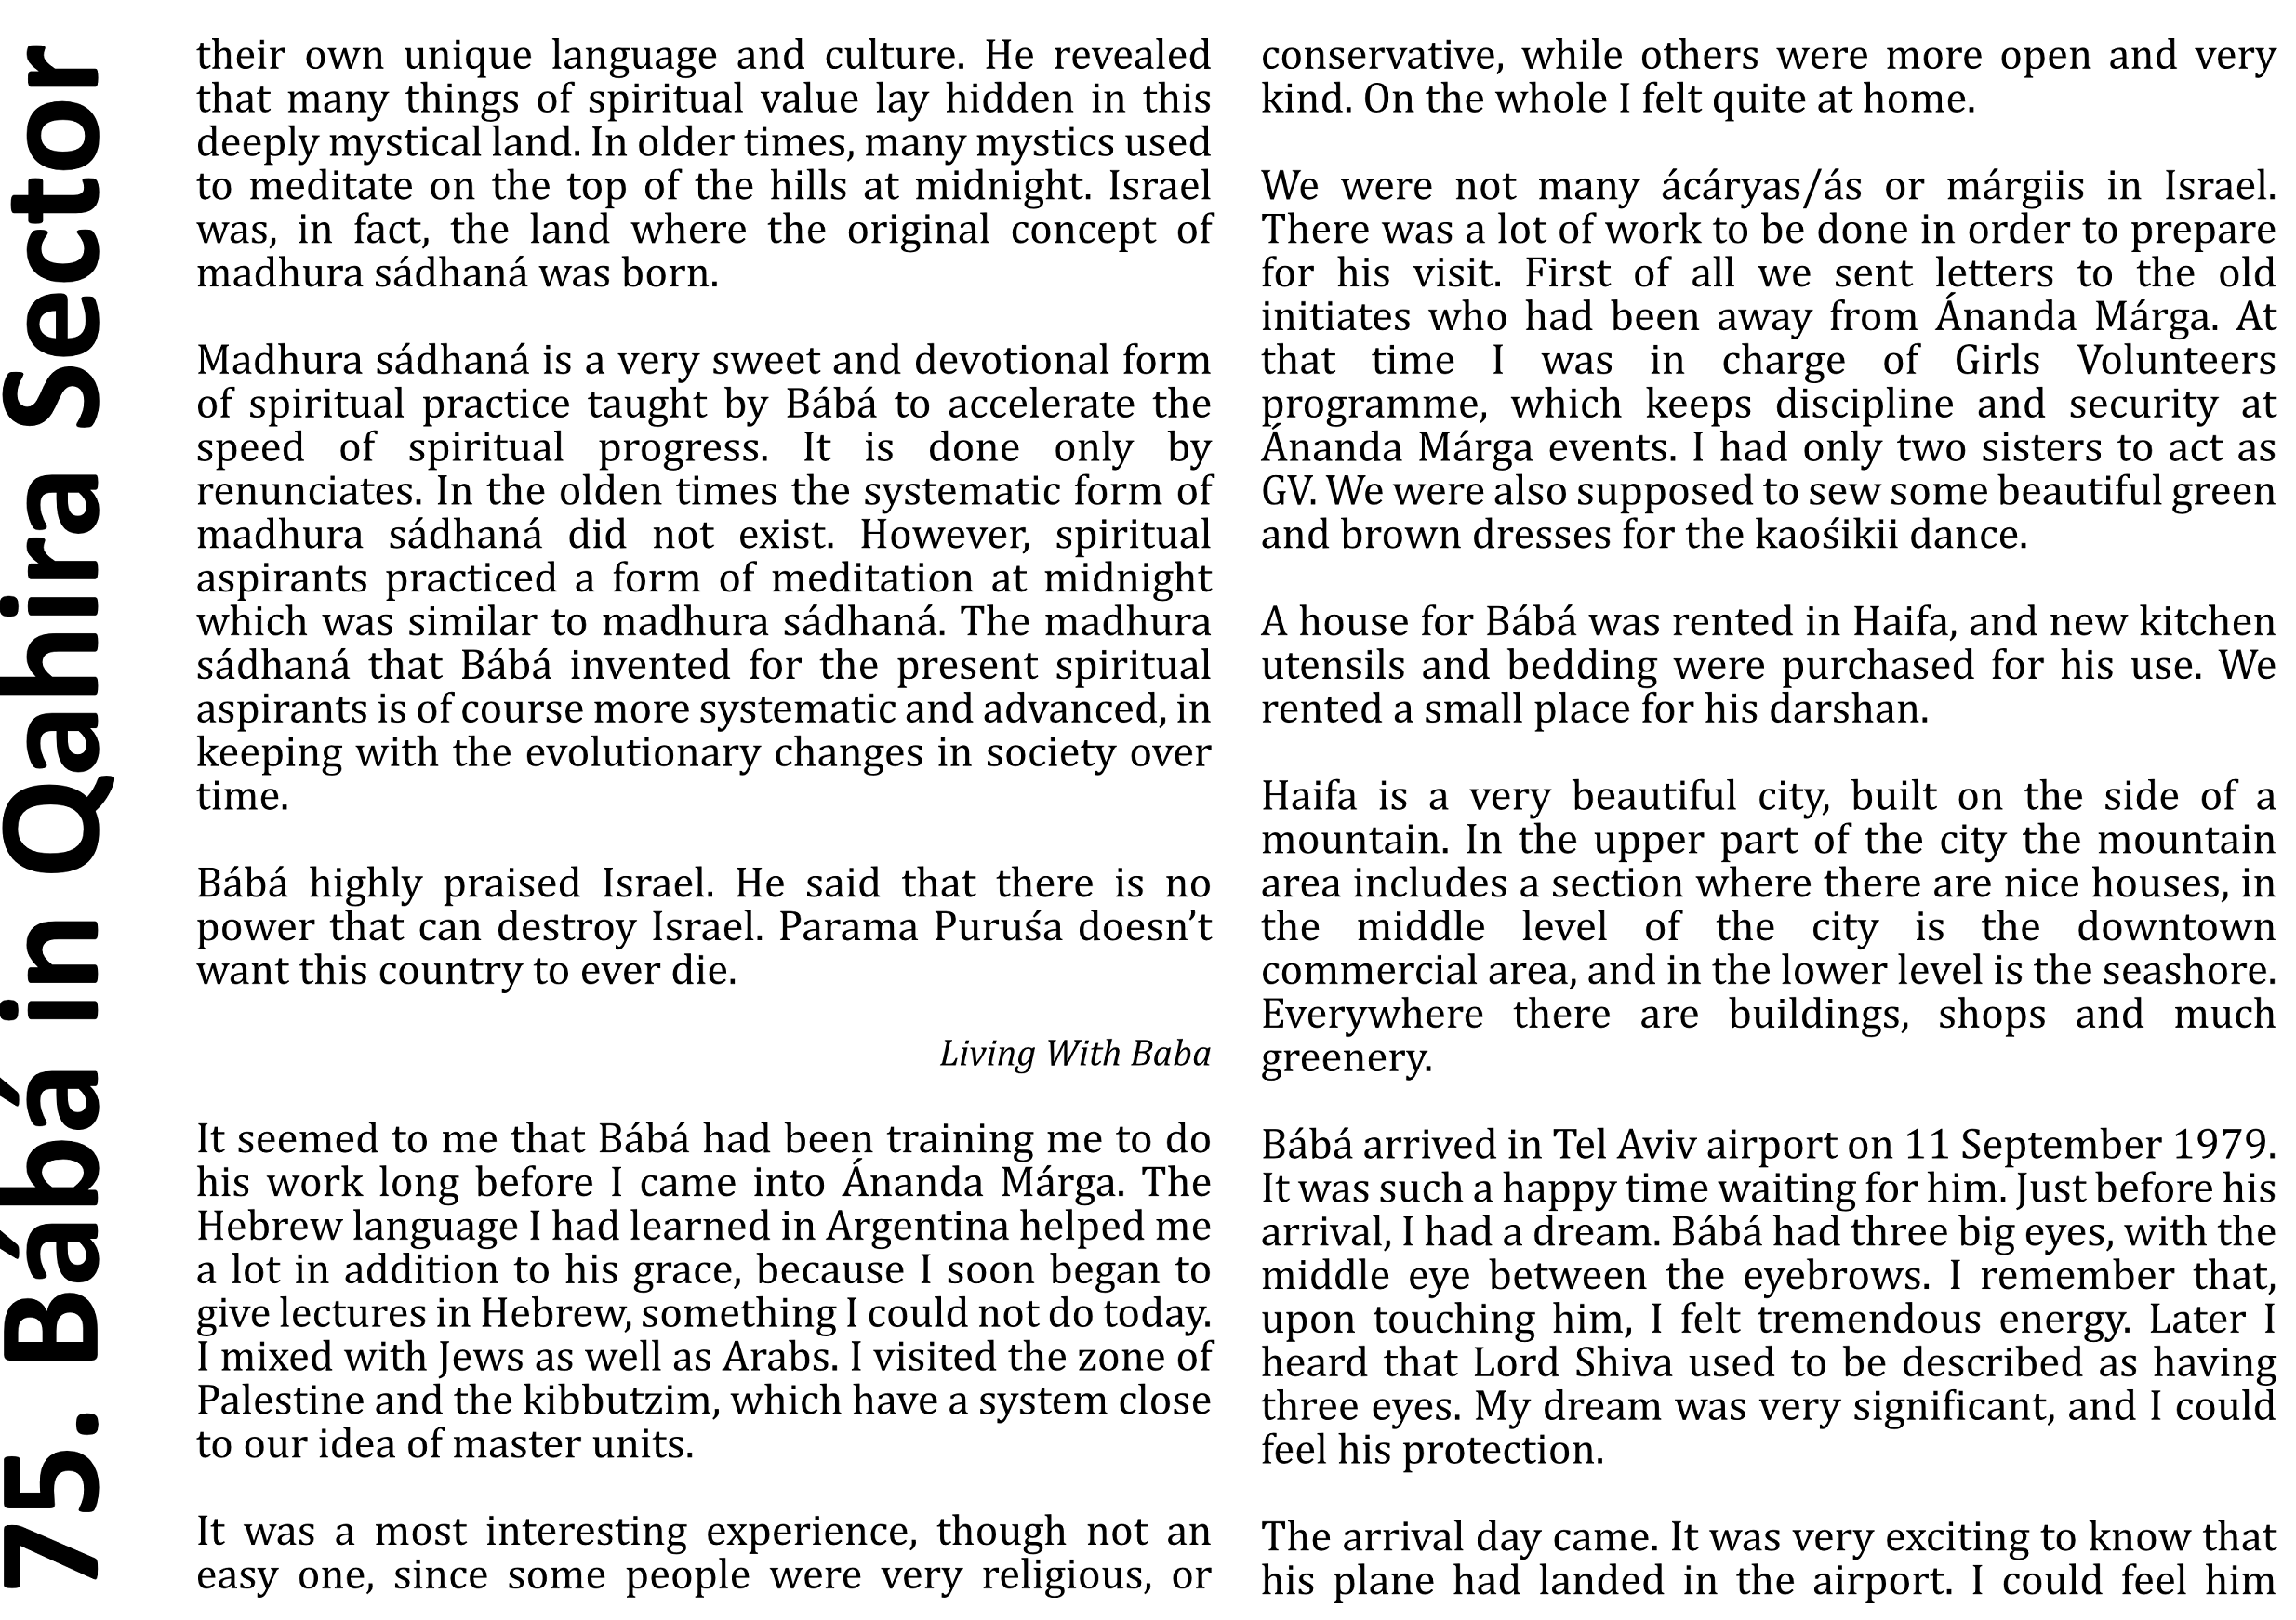 75. Bábá in Qahira Sector
their own unique language and culture. He revealed
that many things of spiritual value lay hidden in this
deeply mystical land. In older times, many mystics used
to meditate on the top of the hills at midnight. Israel
was, in fact, the land where the original concept of
madhura sádhaná was born.
Madhura sádhaná is a very sweet and devotional form
of spiritual practice taught by Bábá to accelerate the
speed of spiritual progress. It is done only by
renunciates. In the olden times the systematic form of
madhura sádhaná did not exist. However, spiritual
aspirants practiced a form of meditation at midnight
which was similar to madhura sádhaná. The madhura
sádhaná that Bábá invented for the present spiritual
aspirants is of course more systematic and advanced, in
keeping with the evolutionary changes in society over
time.
Bábá highly praised Israel. He said that there is no
power that can destroy Israel. Parama Puruśa doesn’t
want this country to ever die.
Living With Baba
It seemed to me that Bábá had been training me to do
his work long before I came into Ánanda Márga. The
Hebrew language I had learned in Argentina helped me
a lot in addition to his grace, because I soon began to
give lectures in Hebrew, something I could not do today.
I mixed with Jews as well as Arabs. I visited the zone of
Palestine and the kibbutzim, which have a system close
to our idea of master units.
It was a most interesting experience, though not an
easy one, since some people were very religious, or
conservative, while others were more open and very
kind. On the whole I felt quite at home.
We were not many ácáryas/ás or márgiis in Israel.
There was a lot of work to be done in order to prepare
for his visit. First of all we sent letters to the old
initiates who had been away from Ánanda Márga. At
that time I was in charge of Girls Volunteers
programme, which keeps discipline and security at
Ánanda Márga events. I had only two sisters to act as
GV. We were also supposed to sew some beautiful green
and brown dresses for the kaośikii dance.
A house for Bábá was rented in Haifa, and new kitchen
utensils and bedding were purchased for his use. We
rented a small place for his darshan.
Haifa is a very beautiful city, built on the side of a
mountain. In the upper part of the city the mountain
area includes a section where there are nice houses, in
the middle level of the city is the downtown
commercial area, and in the lower level is the seashore.
Everywhere there are buildings, shops and much
greenery.
Bábá arrived in Tel Aviv airport on 11 September 1979.
It was such a happy time waiting for him. Just before his
arrival, I had a dream. Bábá had three big eyes, with the
middle eye between the eyebrows. I remember that,
upon touching him, I felt tremendous energy. Later I
heard that Lord Shiva used to be described as having
three eyes. My dream was very significant, and I could
feel his protection.
The arrival day came. It was very exciting to know that
his plane had landed in the airport. I could feel him